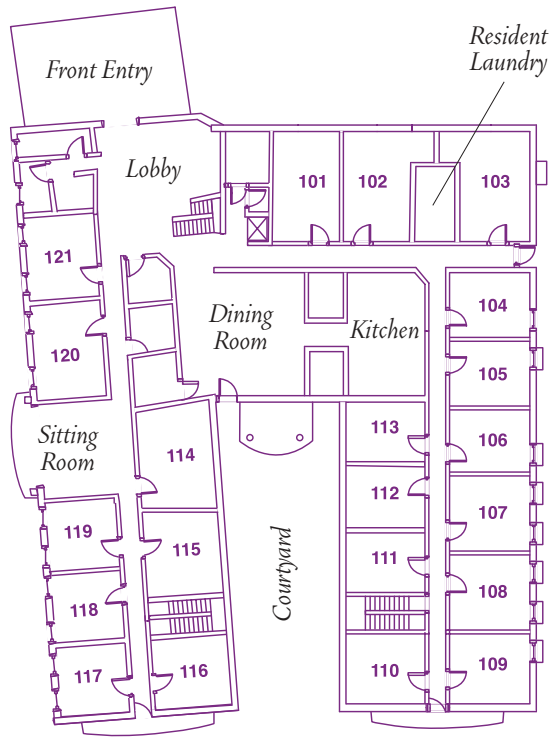 Front Entry
Resident
Laundry
Lobby
101
102
103
121
104
Dining
Room
Kitchen
120
105
113
106
Sitting
Room
114
112
107
119
115
111
Courtyard
118
108
117
116
110
109